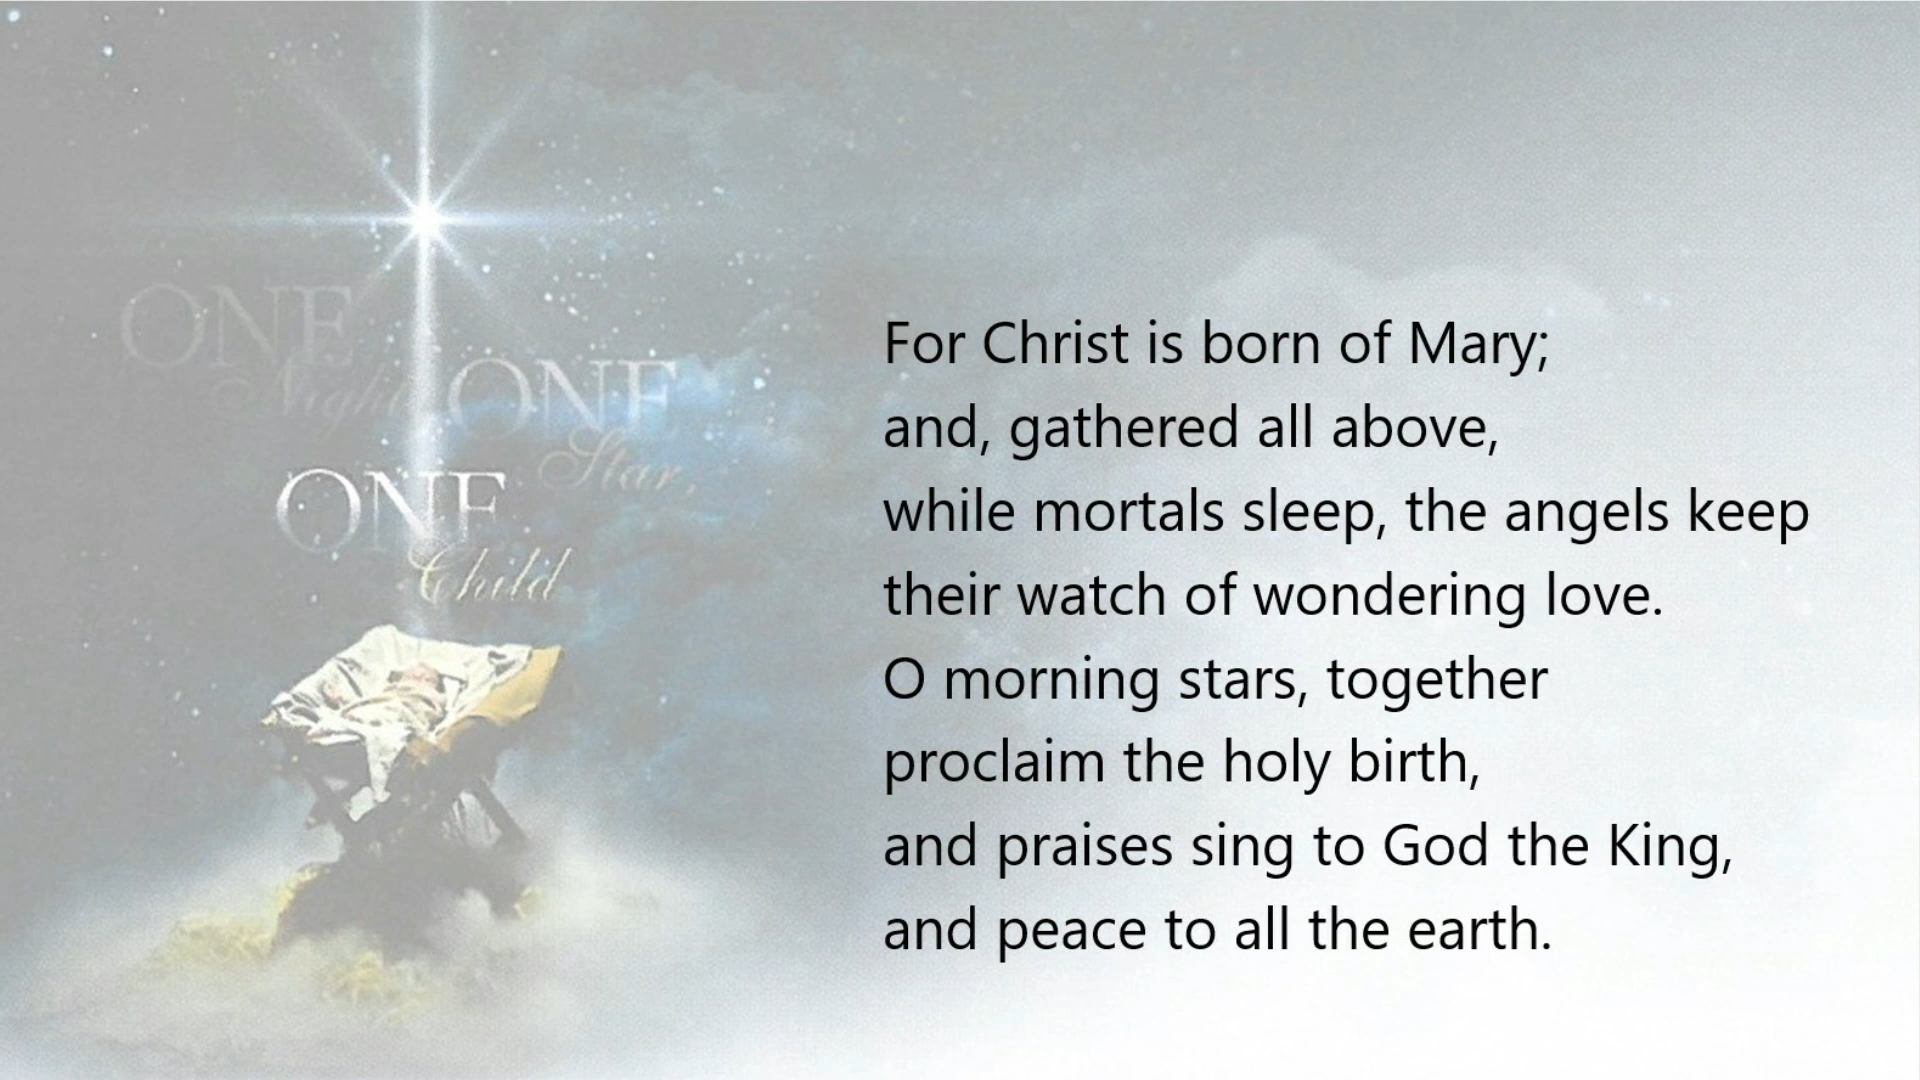 ONE
Night
ONE
Star,
ONE
Child
For Christ is born of Mary;
and, gathered all above,
while mortals sleep, the angels keep
their watch of wondering love.
O morning stars, together
proclaim the holy birth,
and praises sing to God the King,
and peace to all the earth.